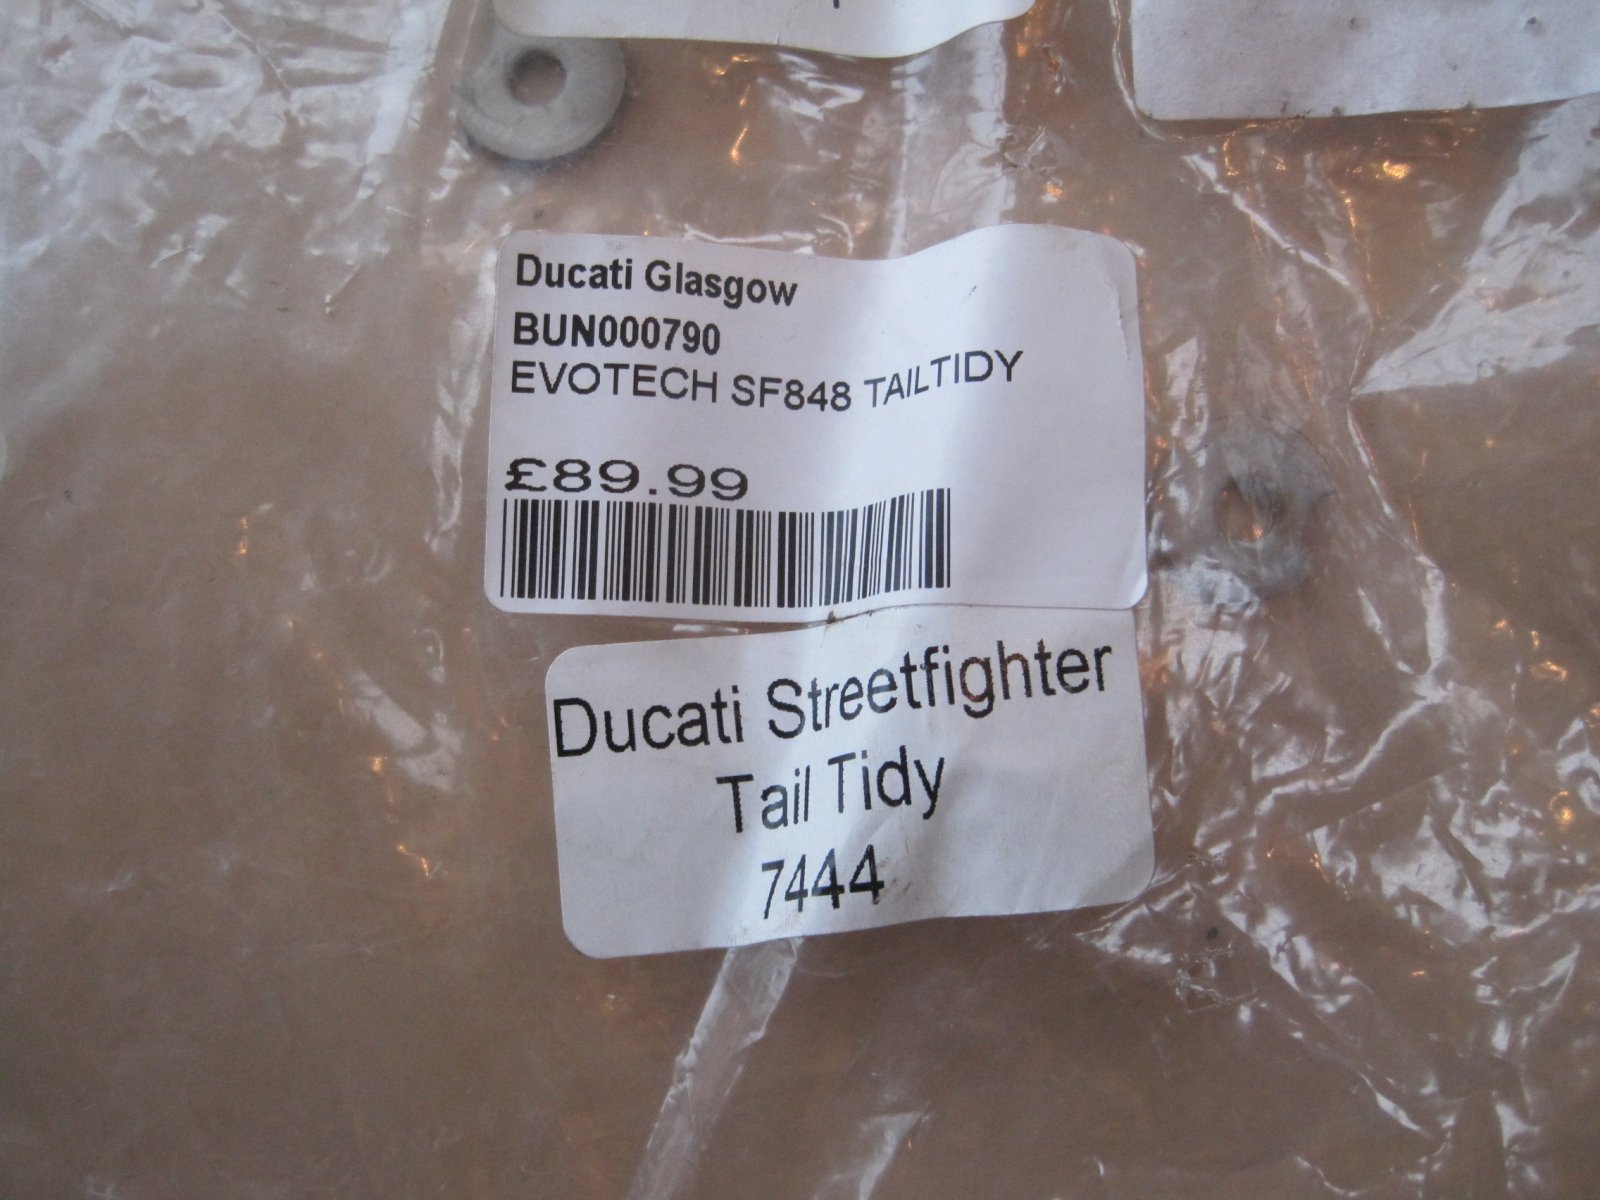 Ducati Glasgow
BUN000790
EVOTECH SF848 TAILTIDY
£89.99
Ducati Streetfighter
Tail Tidy
7444